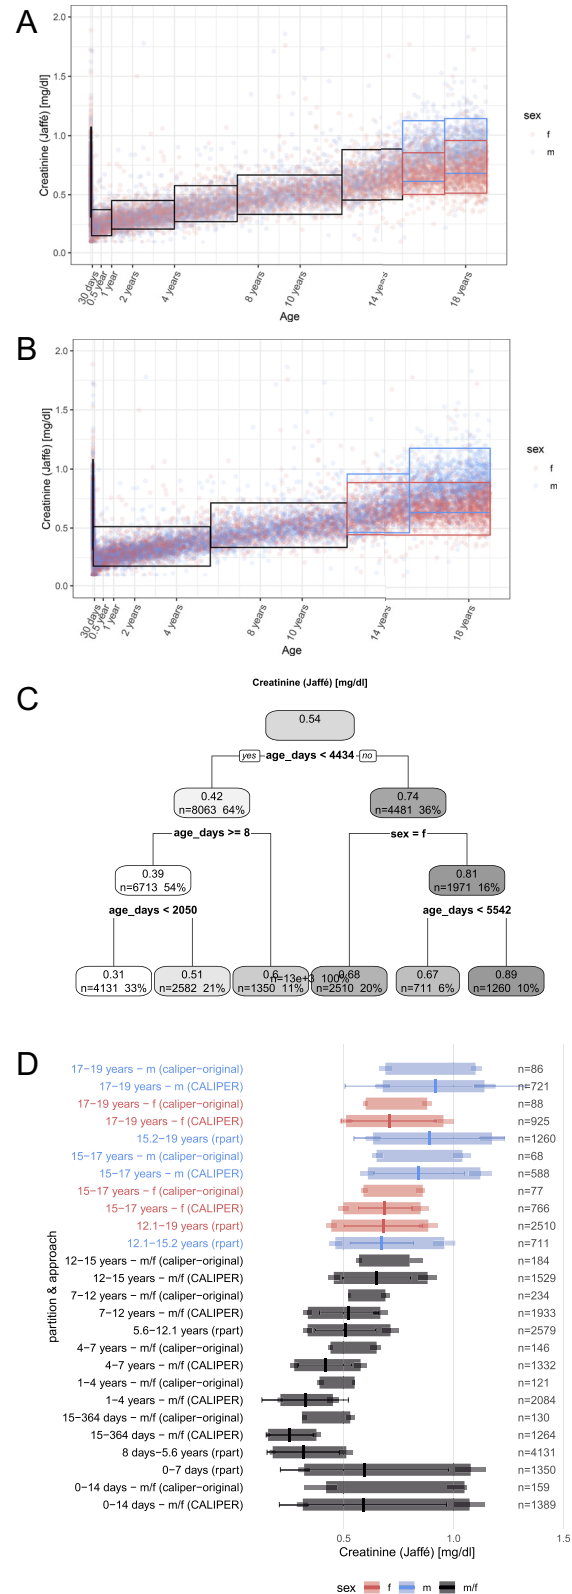 A
2.0
1.5
1.0
0.5
0.0
Creatinine (Jaffé) [mg/dl]
30 days
0.5 year
1 year
2 years
4 years
8 years
10 years
14 years
18 years
Age
sex
f
m
B
2.0
1.5
1.0
0.5
0.0
Creatinine (Jaffé) [mg/dl]
30 days
0.5 year
1 year
2 years
4 years
8 years
10 years
14 years
18 years
Age
sex
f
m
C
Creatinine (Jaffé) [mg/dl]
0.54
yes age_days < 4434 no
0.42
n=8063 64%
0.74
n=4481 36%
age_days >= 8
sex = f
0.39
n=6713 54%
0.81
n=1971 16%
age_days < 2050
age_days < 5542
0.31
n=4131 33%
0.51
n=2582 21%
0.6
n=1350 11%
n=13e+3 100%
0.68
n=2510 20%
0.67
n=711 6%
0.89
n=1260 10%
D
partition & approach
17−19 years − m (caliper−original) n=86
17−19 years − m (CALIPER) n=721
17−19 years − f (caliper−original) n=88
17−19 years − f (CALIPER) n=925
15.2−19 years (rpart) n=1260
15−17 years − m (caliper−original) n=68
15−17 years − m (CALIPER) n=588
15−17 years − f (caliper−original) n=77
15−17 years − f (CALIPER) n=766
12.1−19 years (rpart) n=2510
12.1−15.2 years (rpart) n=711
12−15 years − m/f (caliper−original) n=184
12−15 years − m/f (CALIPER) n=1529
7−12 years − m/f (caliper−original) n=234
7−12 years − m/f (CALIPER) n=1933
5.6−12.1 years (rpart) n=2579
4−7 years − m/f (caliper−original) n=146
4−7 years − m/f (CALIPER) n=1332
1−4 years − m/f (caliper−original) n=121
1−4 years − m/f (CALIPER) n=2084
15−364 days − m/f (caliper−original) n=130
15−364 days − m/f (CALIPER) n=1264
8 days−5.6 years (rpart) n=4131
0−7 days (rpart) n=1350
0−14 days − m/f (caliper−original) n=159
0−14 days − m/f (CALIPER) n=1389
0.5 1.0 1.5
Creatinine (Jaffé) [mg/dl]
sex f m m/f